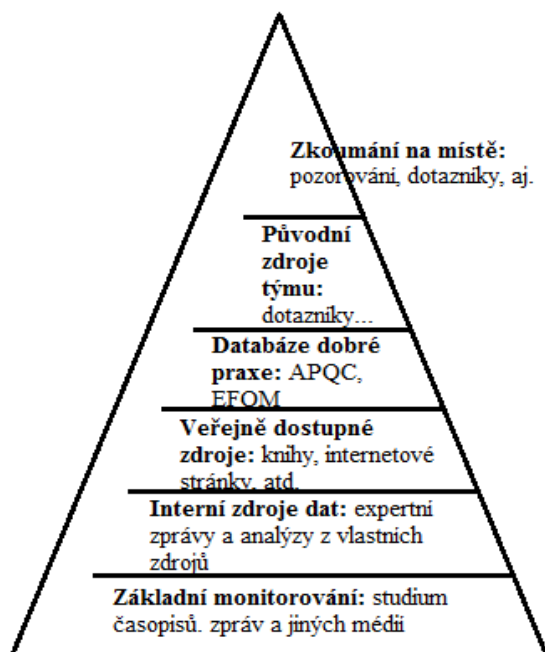 Zkoumání na místě:
pozorování, dotazníky, aj.
Původní
zdroje
týmu:
dotazníky...
Databáze dobré
praxe: APQC,
EFQM
Veřejně dostupné
zdroje: knihy, internetové
stránky, atd.
Interní zdroje dat: expertní
zprávy a analýzy z vlastních
zdrojů
Základní monitorování: studium
časopisů. zpráv a jiných médií